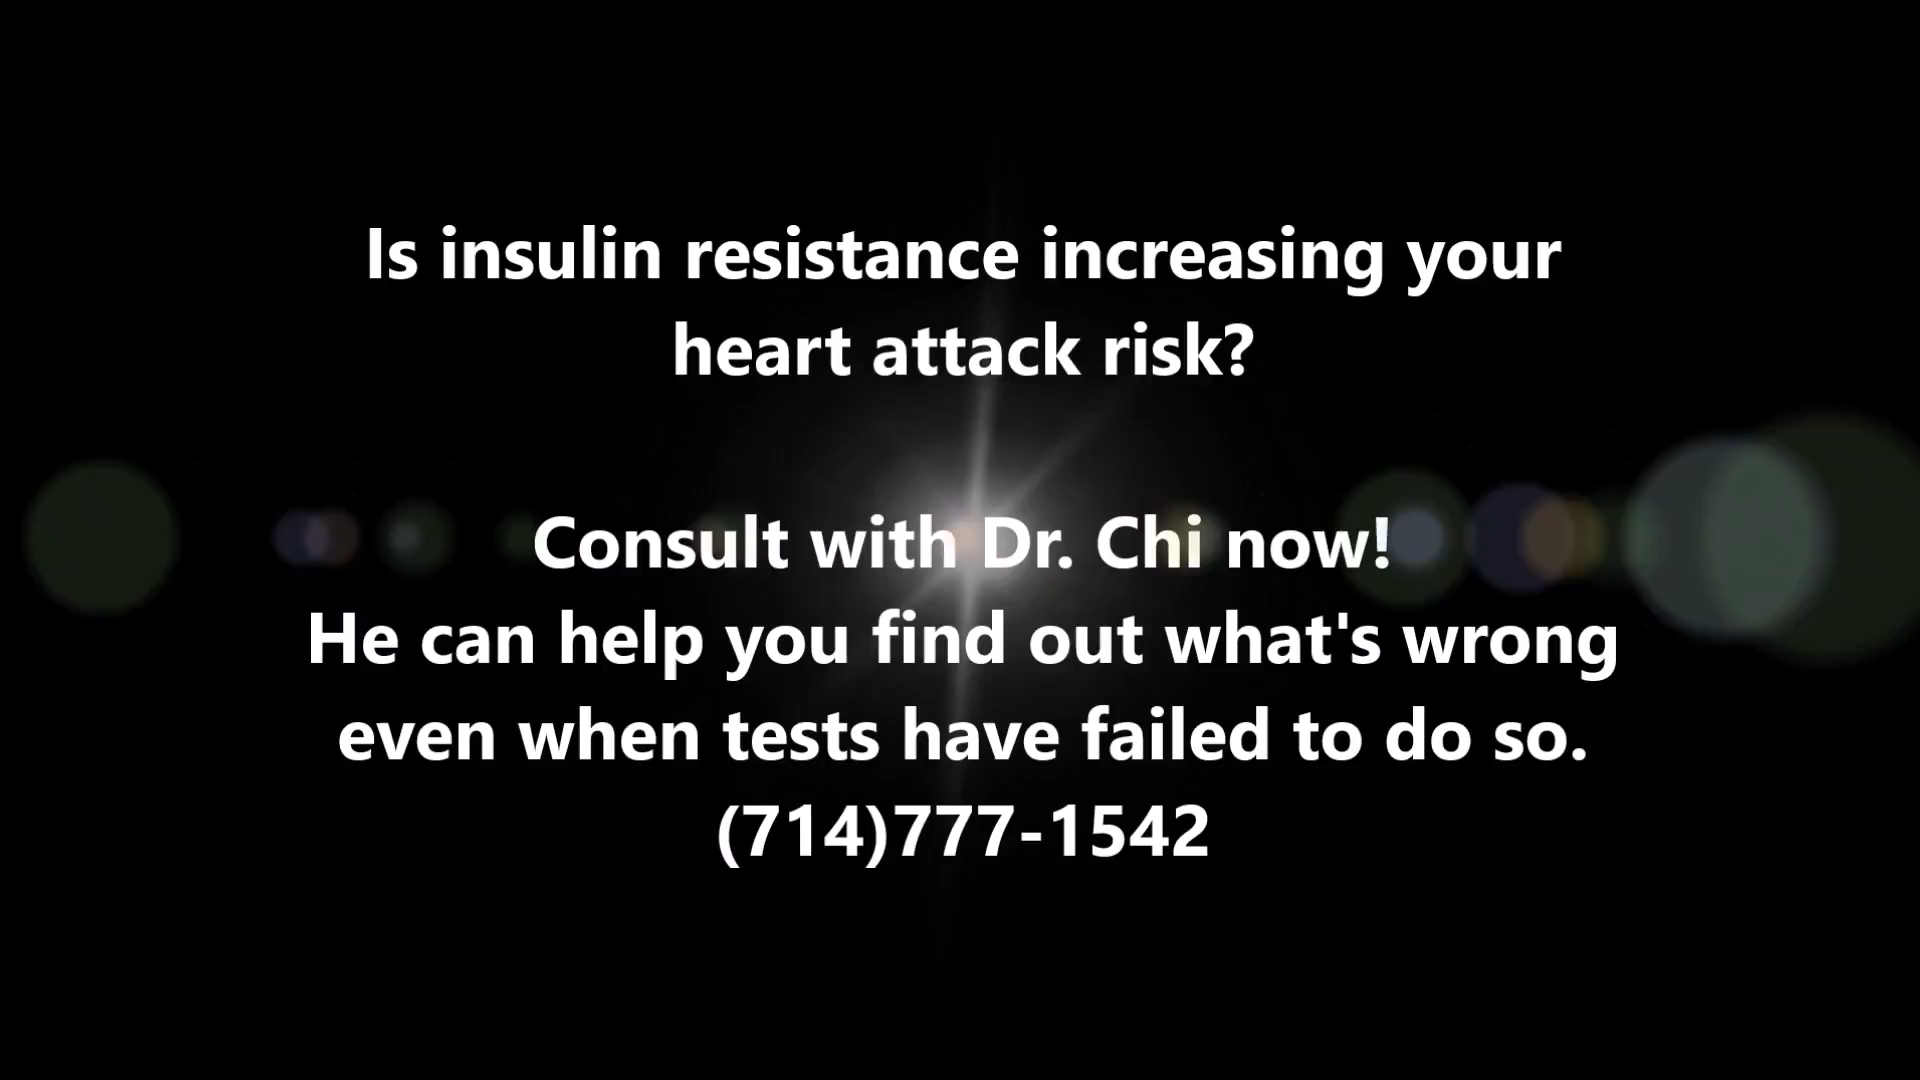 Is insulin resistance increasing your
heart attack risk?
Consult with Dr. Chi now!
He can help you find out what's wrong
even when tests have failed to do so.
(714)777-1542